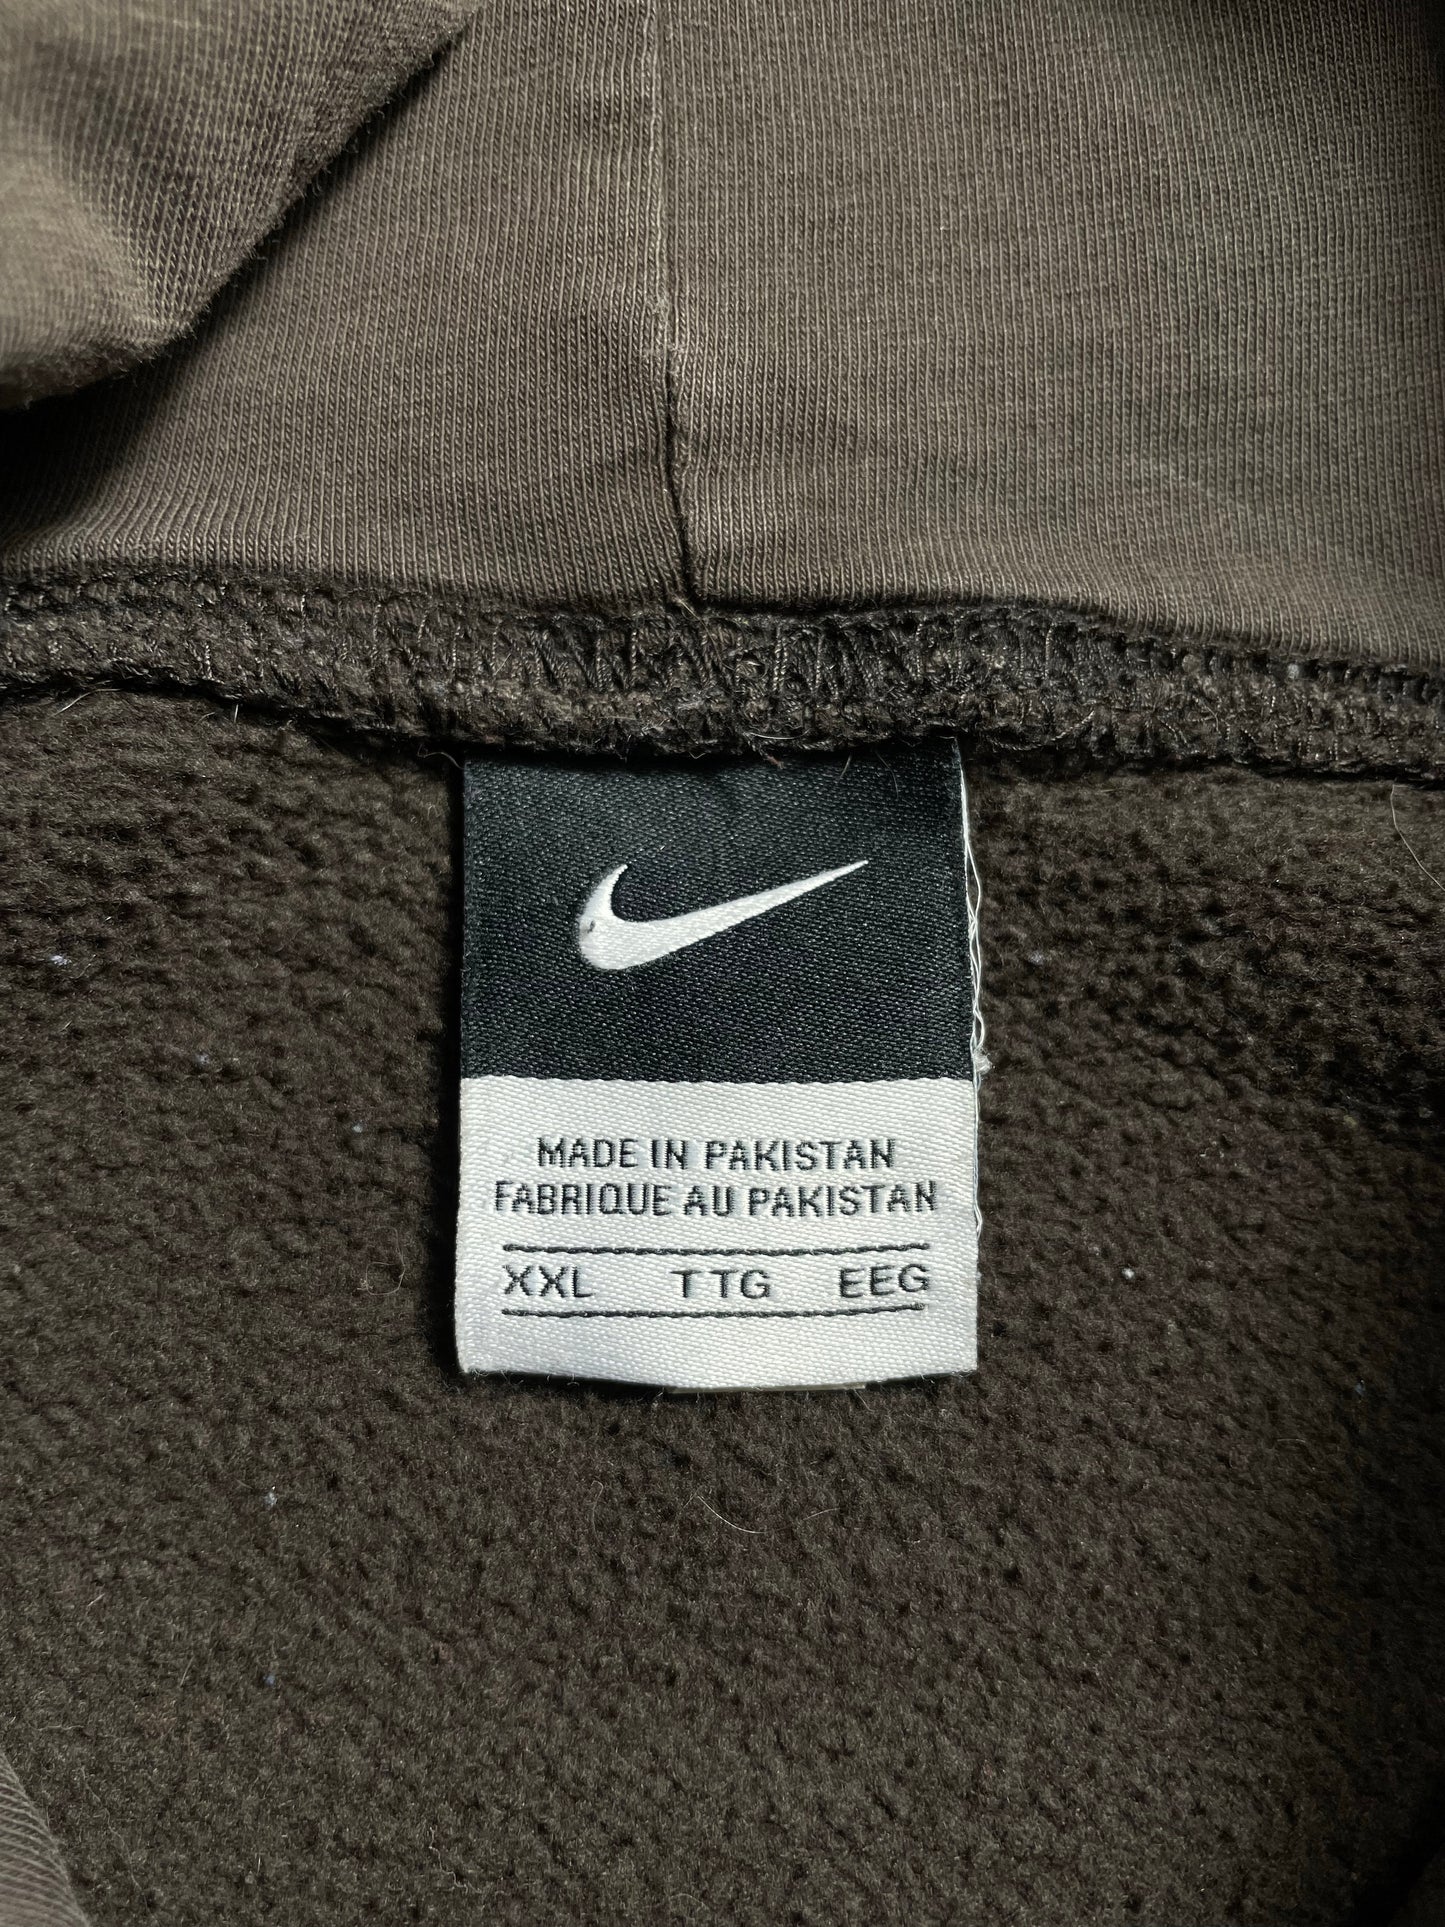 MADE IN PAKISTAN
FABRIQUE AU PAKISTAN
XXL TTG EEG